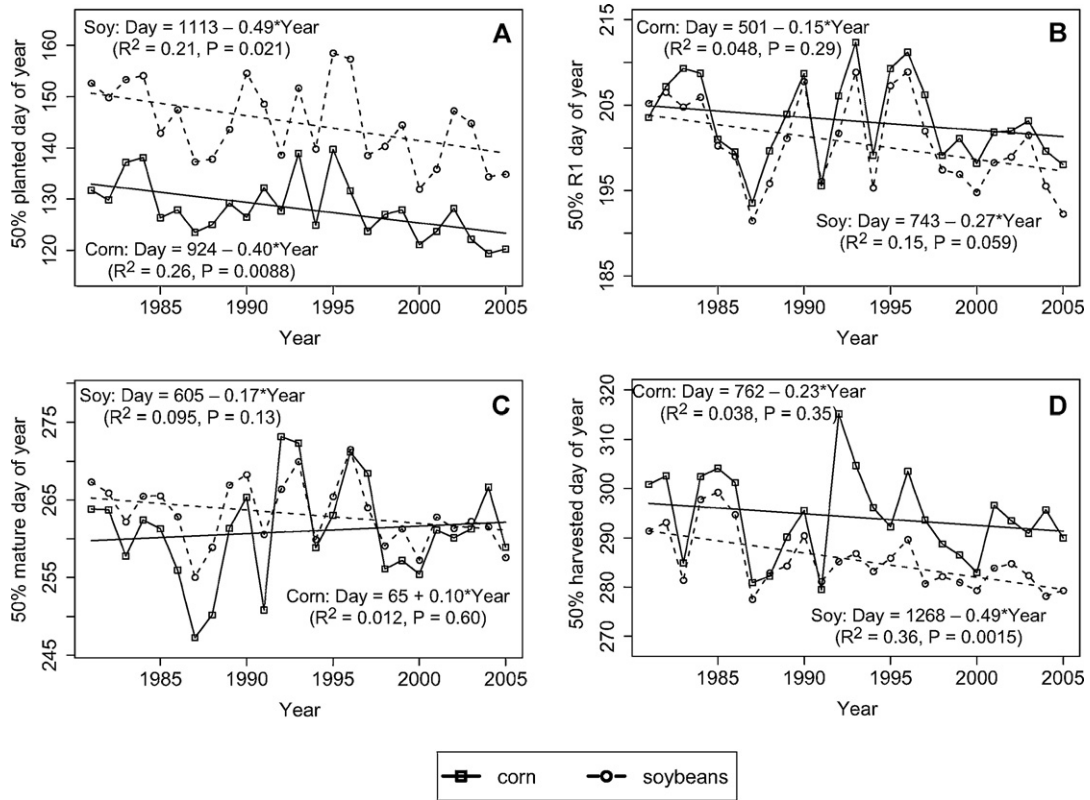 Soy: Day = 1113 − 0.49*Year
(R² = 0.21, P = 0.021)
A
160
150
140
130
120
50% planted day of year
Corn: Day = 924 − 0.40*Year
(R² = 0.26, P = 0.0088)
1985 1990 1995 2000 2005
Year
Corn: Day = 501 − 0.15*Year
(R² = 0.048, P = 0.29)
B
215
205
195
185
50% R1 day of year
Soy: Day = 743 − 0.27*Year
(R² = 0.15, P = 0.059)
1985 1990 1995 2000 2005
Year
Soy: Day = 605 − 0.17*Year
(R² = 0.095, P = 0.13)
C
275
265
255
245
50% mature day of year
Corn: Day = 65 + 0.10*Year
(R² = 0.012, P = 0.60)
1985 1990 1995 2000 2005
Year
Corn: Day = 762 − 0.23*Year
(R² = 0.038, P = 0.35)
D
320
310
300
290
280
270
50% harvested day of year
Soy: Day = 1268 − 0.49*Year
(R² = 0.36, P = 0.0015)
1985 1990 1995 2000 2005
Year
corn soybeans